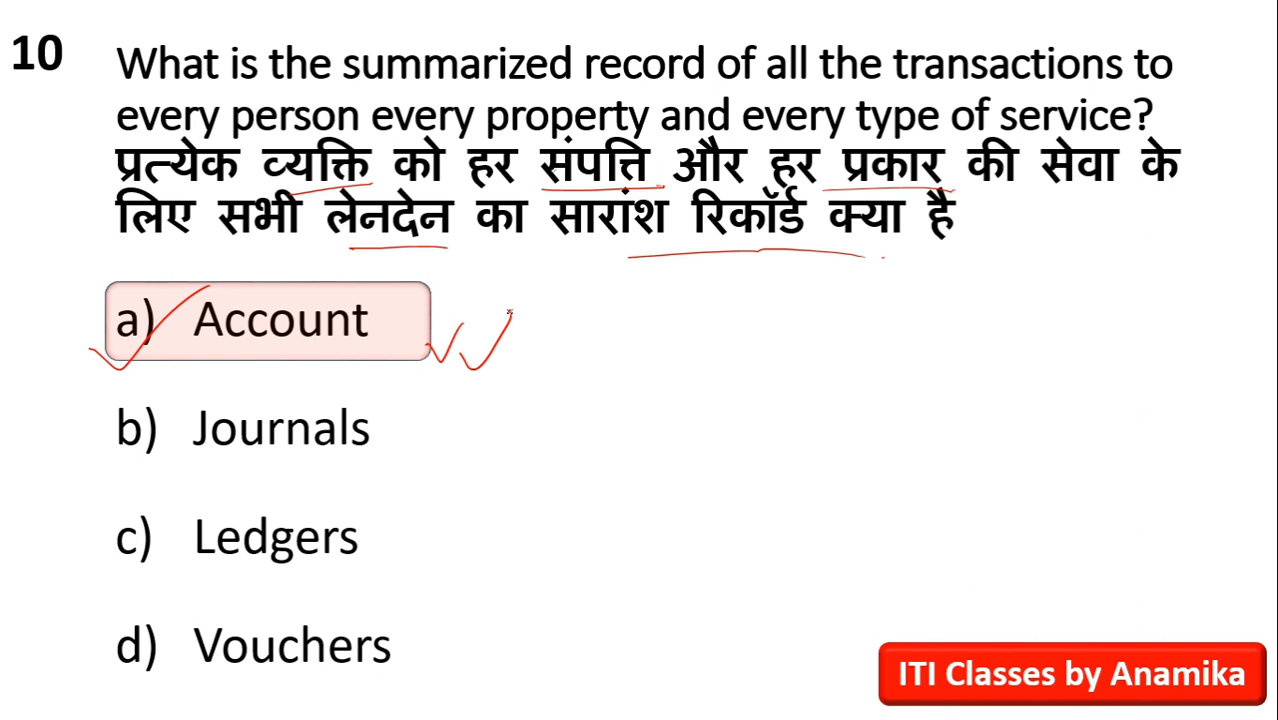 10
What is the summarized record of all the transactions to
every person every property and every type of service?
प्रत्येक व्यक्ति को हर संपत्ति और हर प्रकार की सेवा के
लिए सभी लेनदेन का सारांश रिकॉर्ड क्या है
a) Account
b) Journals
c) Ledgers
d) Vouchers
ITI Classes by Anamika